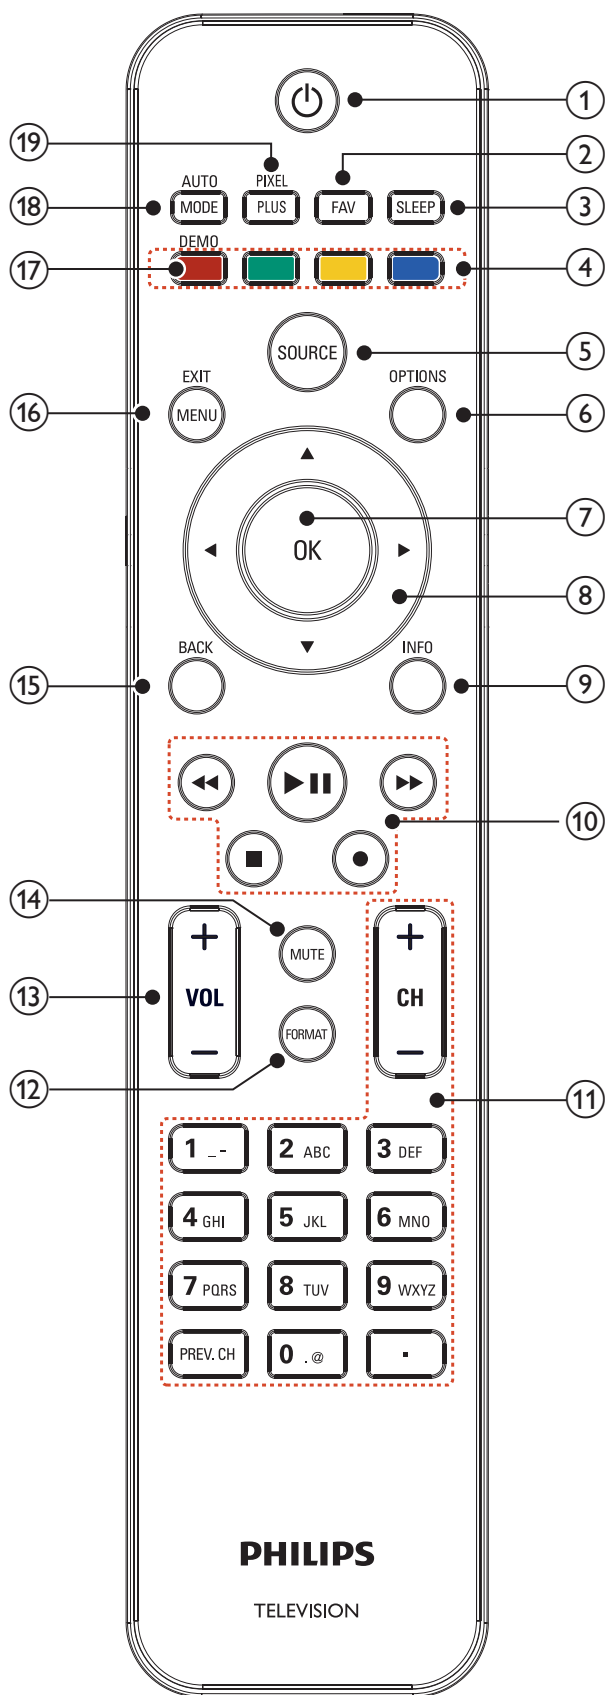 1
19
2
AUTO PIXEL
18 MODE PLUS FAV SLEEP 3
DEMO
17 4
SOURCE 5
EXIT OPTIONS
16 MENU 6
7
OK
8
BACK INFO
15 9
10
14
+ MUTE +
13 VOL CH
FORMAT
− −
12 11
1 _- 2 ABC 3 DEF
4 GHI 5 JKL 6 MNO
7 PQRS 8 TUV 9 WXYZ
PREV. CH 0 .@ .
PHILIPS
TELEVISION